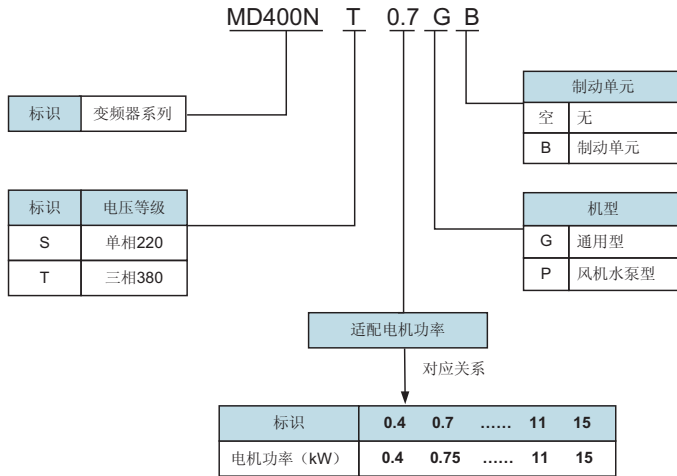 MD400N T 0.7 G B
标识 变频器系列
制动单元
空 无
B 制动单元
标识 电压等级
S 单相220
T 三相380
机型
G 通用型
P 风机水泵型
适配电机功率
对应关系
标识 0.4 0.7 …… 11 15
电机功率（kW） 0.4 0.75 …… 11 15